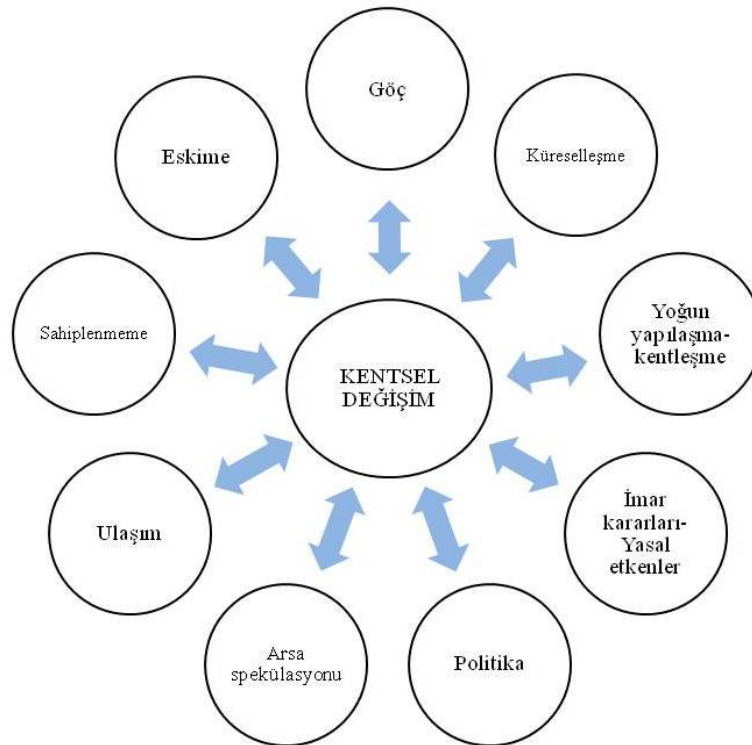 Göç
Küreselleşme
Yoğun
yapılaşma-
kentleşme
İmar
kararları-
Yasal
etkenler
Politika
Arsa
spekülasyonu
Ulaşım
Sahiplenmeme
Eskime
KENTSEL
DEĞİŞİM